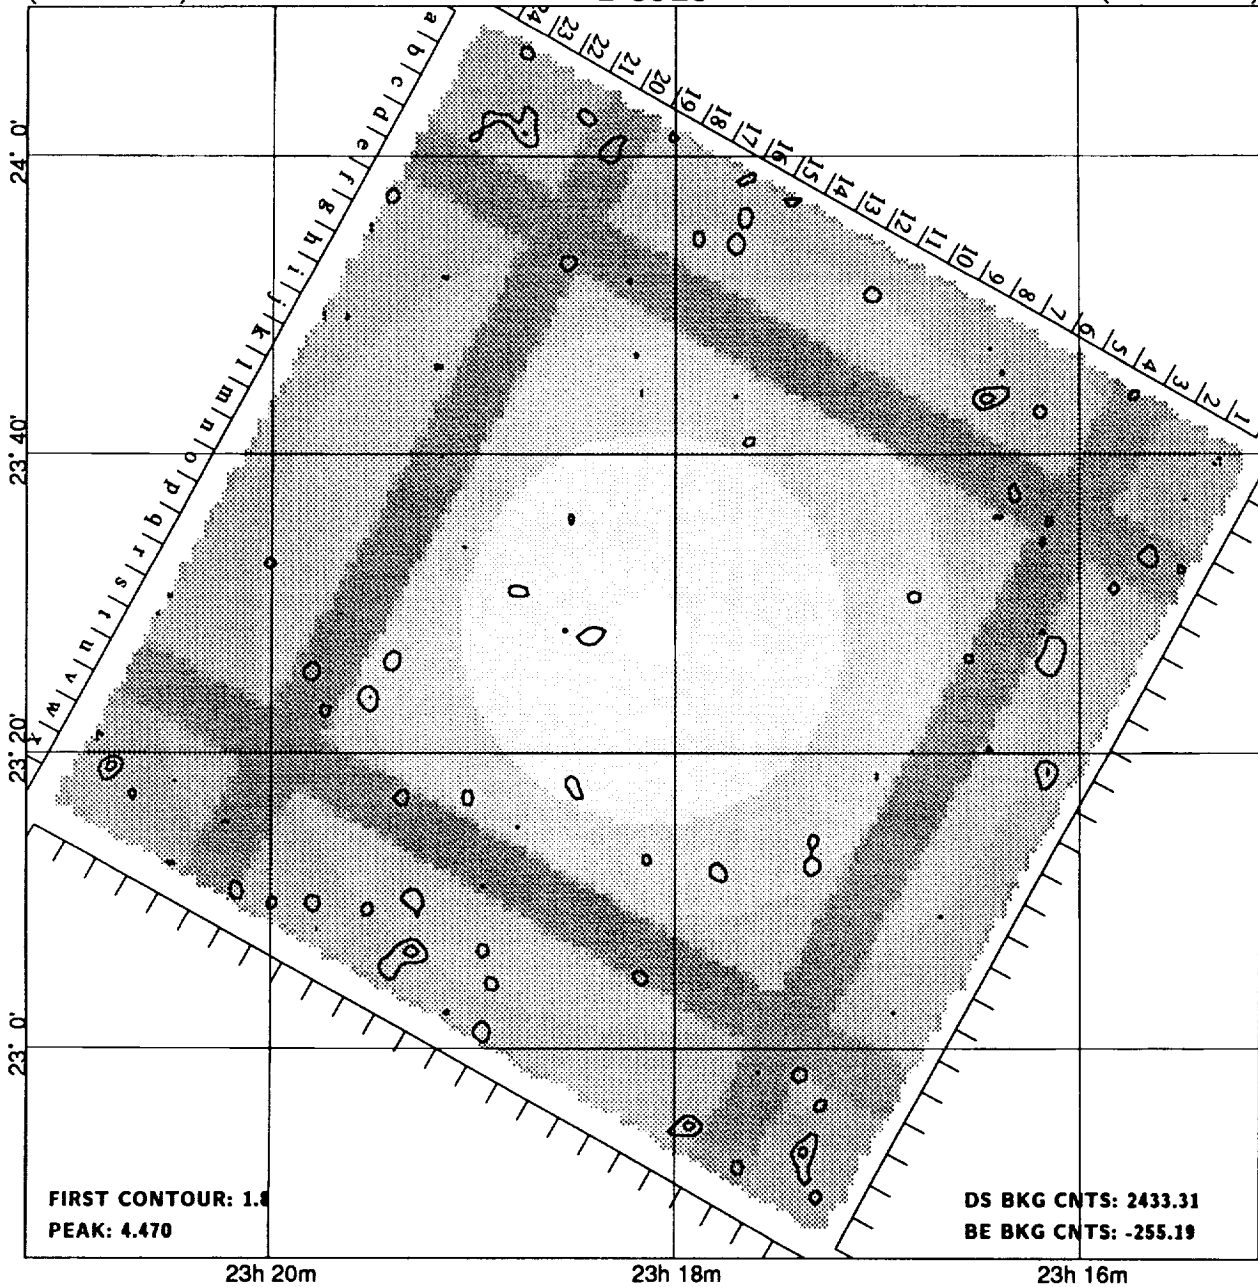 24 23 22 21 20 19 18 17 16 15 14 13 12 11 10 9 8 7 6 5 4 3 2 1
a b c d e f g h i j k l m n o p q r s t u v w x
24° 0'
23° 40'
23° 20'
23° 0'
FIRST CONTOUR: 1.8
DS BKG CNTS: 2433.31
PEAK: 4.470
BE BKG CNTS: -255.19
23h 20m 23h 18m 23h 16m